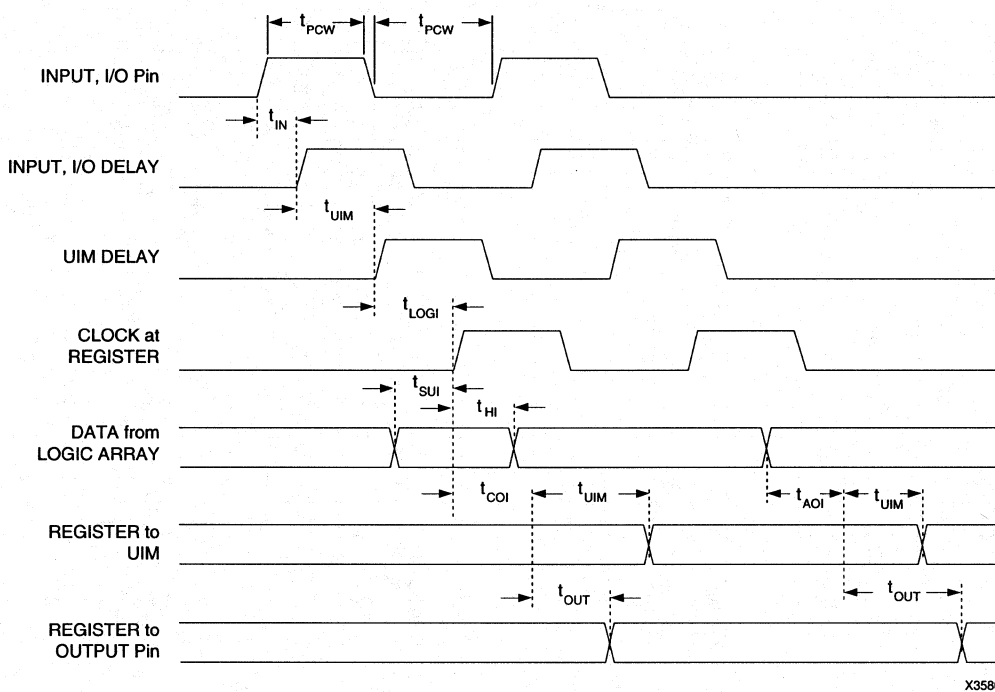 tPCW tPCW
INPUT, I/O Pin
tIN
INPUT, I/O DELAY
tUIM
UIM DELAY
tLOGI
CLOCK at
REGISTER
tSUI
tHI
DATA from
LOGIC ARRAY
tCOI tUIM tAOI tUIM
REGISTER to
UIM
tOUT tOUT
REGISTER to
OUTPUT Pin